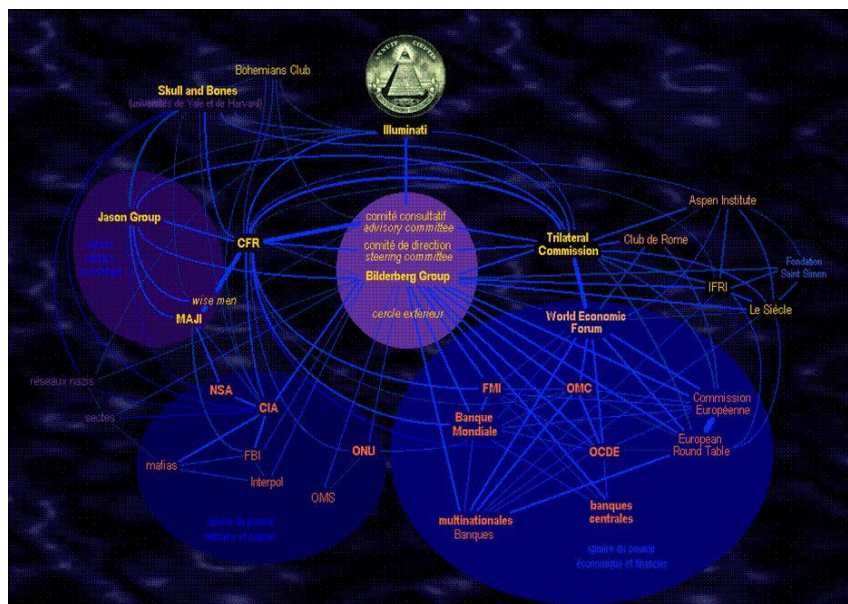 ANNUIT CŒPTIS
Bohemians Club
Skull and Bones
(universités de Yale et de Harvard)
Illuminati
Aspen Institute
Jason Group
comité consultatif
advisory committee
CFR
comité de direction
steering committee
Trilateral
Commission
Club de Rome
Bilderberg Group
Fondation
Saint Simon
IFRI
wise men
MAJI
cercle extérieur
World Economic
Forum
Le Siècle
réseaux nazis
NSA
FMI
OMC
Commission
Européenne
sectes
CIA
Banque
Mondiale
European
Round Table
mafias
FBI
ONU
OCDE
Interpol
OMS
multinationales
Banques
banques
centrales
sphère du pouvoir
militaire et policier
sphère du pouvoir
économique et financier